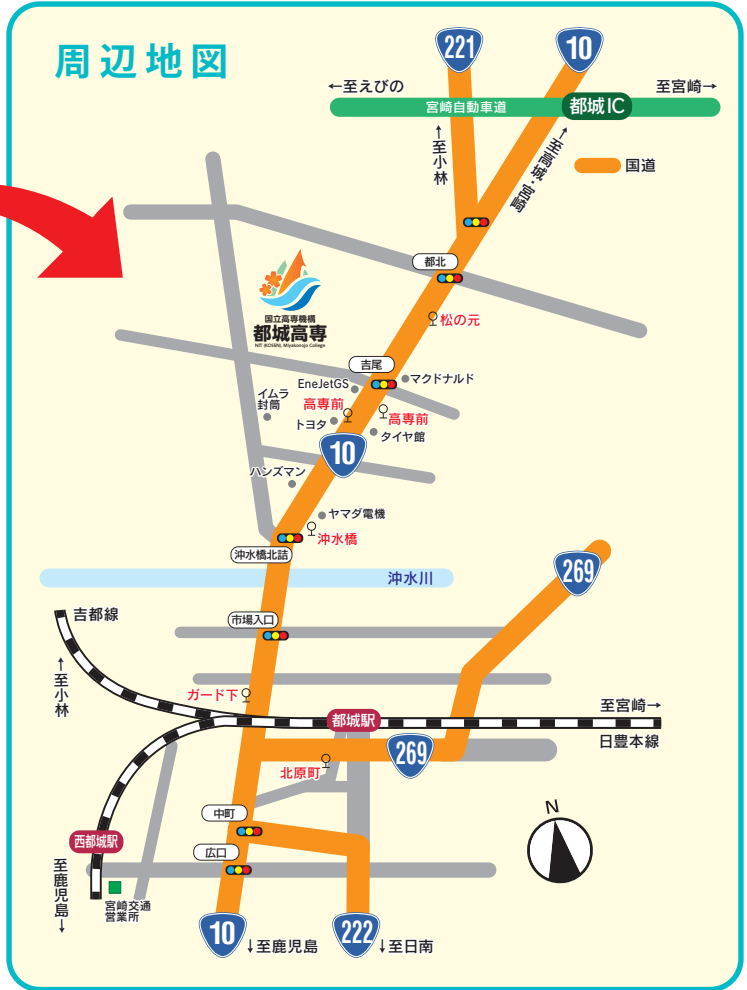 周辺地図
221
10
←至えびの
至宮崎→
宮崎自動車道
都城IC
↑至小林
↑至高城・宮崎
国道
都北
松の元
国立高専機構
都城高専
NIT (KOSEN), Miyakonojo College
吉尾
EneJetGS
マクドナルド
イムラ
封筒
高専前
高専前
トヨタ
タイヤ館
10
ハンズマン
ヤマダ電機
沖水橋
沖水橋北詰
沖水川
269
吉都線
市場入口
↑至小林
ガード下
都城駅
至宮崎→
日豊本線
269
北原町
中町
N
西都城駅
広口
至鹿児島↓
宮崎交通
営業所
10
↓至鹿児島
222
↓至日南